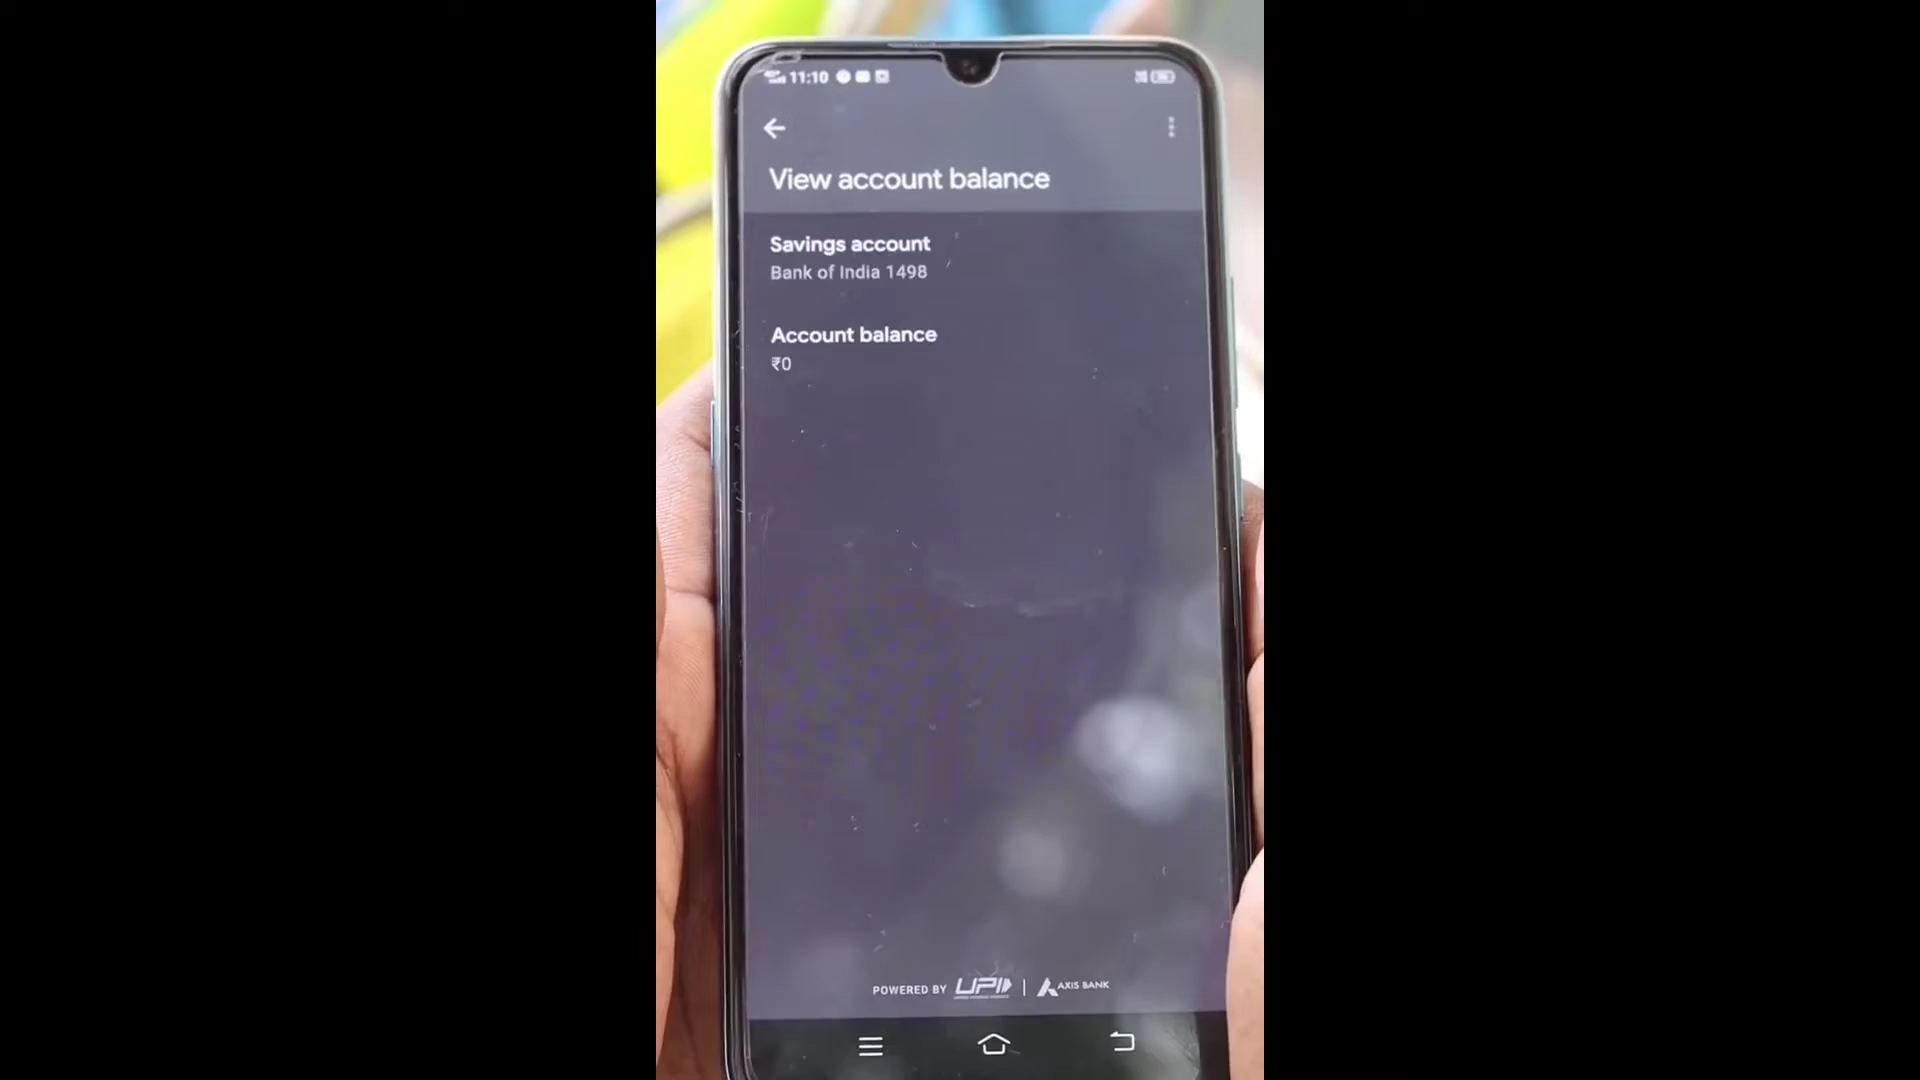 11:10
View account balance
Savings account
Bank of India 1498
Account balance
₹0
POWERED BY UPI | AXIS BANK